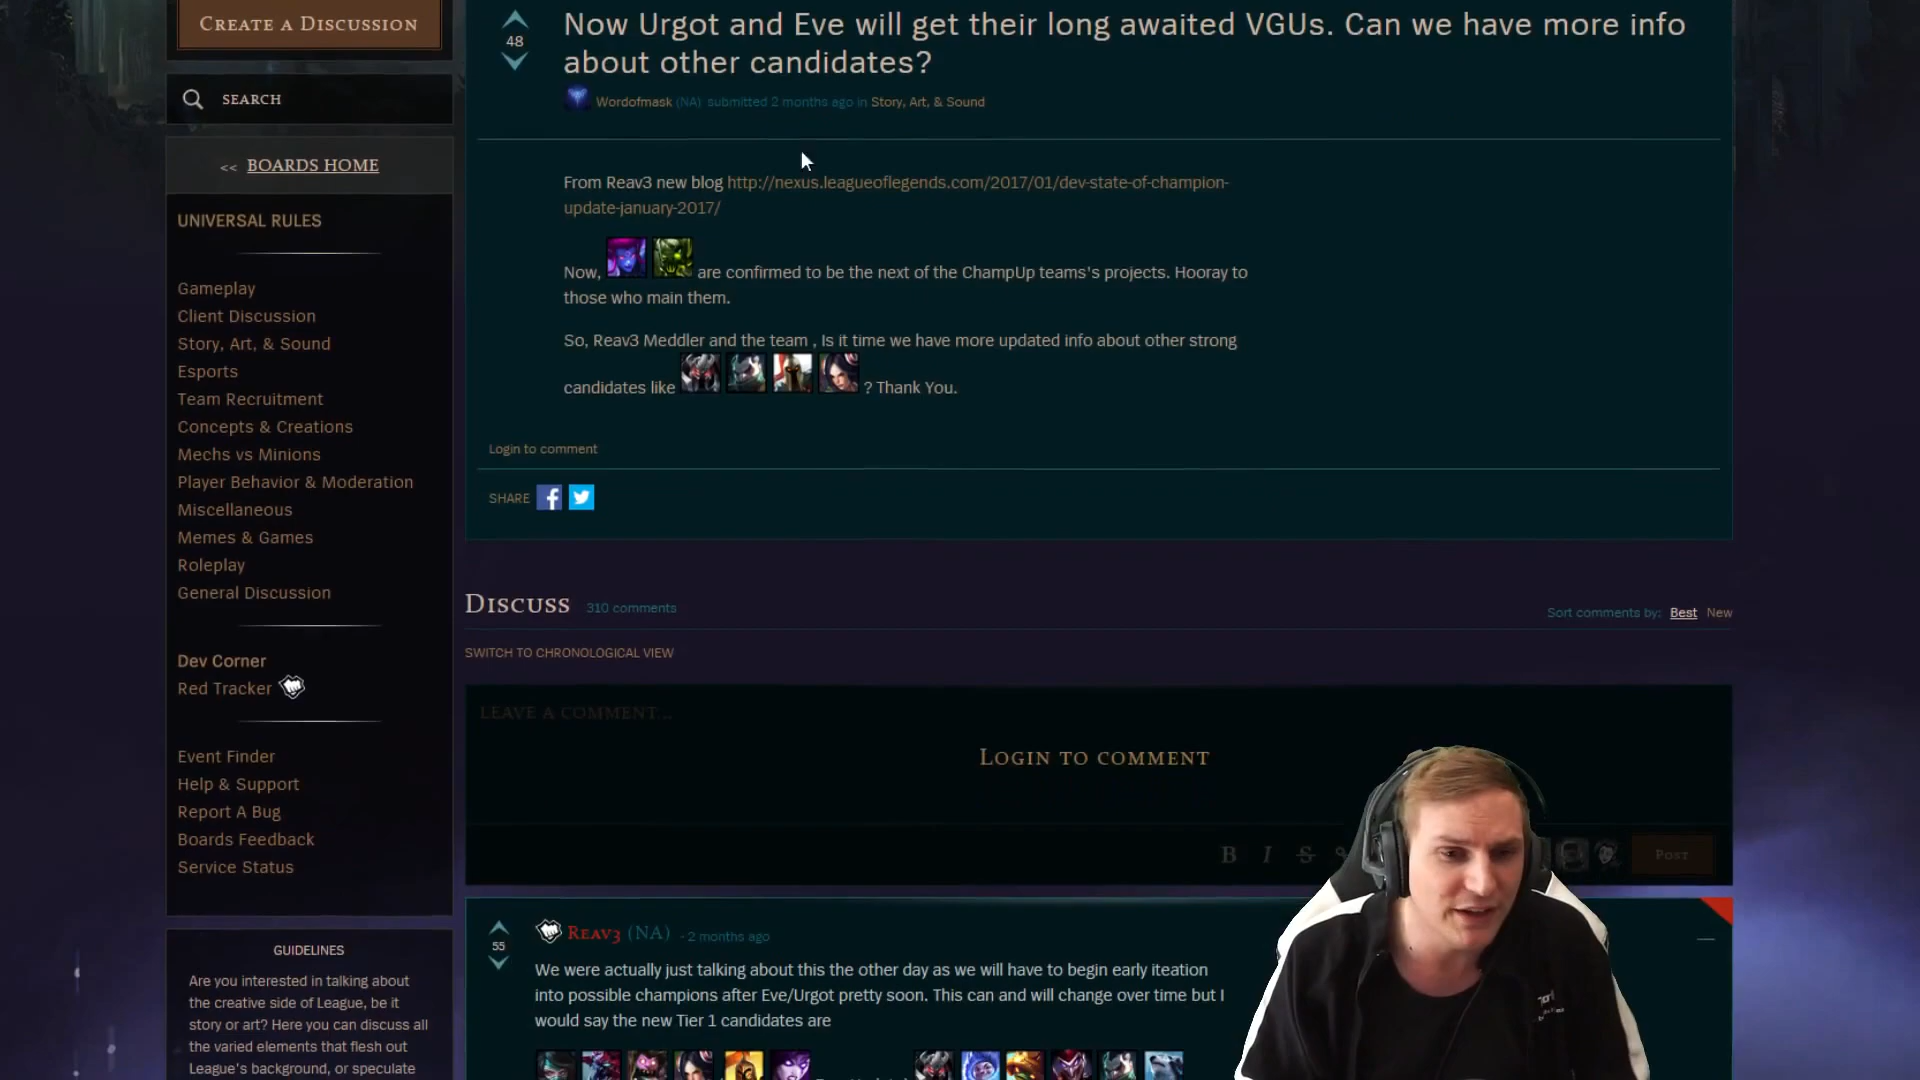 CREATE A DISCUSSION
SEARCH
<< BOARDS HOME
UNIVERSAL RULES
Gameplay
Client Discussion
Story, Art, & Sound
Esports
Team Recruitment
Concepts & Creations
Mechs vs Minions
Player Behavior & Moderation
Miscellaneous
Memes & Games
Roleplay
General Discussion
Dev Corner
Red Tracker
Event Finder
Help & Support
Report A Bug
Boards Feedback
Service Status
GUIDELINES
Are you interested in talking about
the creative side of League, be it
story or art? Here you can discuss all
the varied elements that flesh out
League's background, or speculate
48
Now Urgot and Eve will get their long awaited VGUs. Can we have more info
about other candidates?
Wordofmask (NA) submitted 2 months ago in Story, Art, & Sound
From Reav3 new blog http://nexus.leagueoflegends.com/2017/01/dev-state-of-champion-
update-january-2017/
Now, are confirmed to be the next of the ChampUp teams's projects. Hooray to
those who main them.
So, Reav3 Meddler and the team , Is it time we have more updated info about other strong
candidates like ? Thank You.
Login to comment
SHARE
DISCUSS 310 comments
Sort comments by: Best New
SWITCH TO CHRONOLOGICAL VIEW
LEAVE A COMMENT...
LOGIN TO COMMENT
B I S
POST
55
REAV3 (NA) - 2 months ago
We were actually just talking about this the other day as we will have to begin early iteation
into possible champions after Eve/Urgot pretty soon. This can and will change over time but I
would say the new Tier 1 candidates are